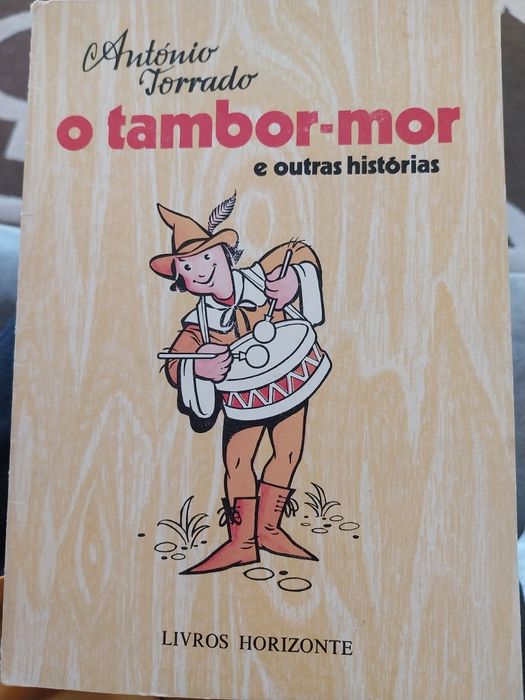 António
Torrado
o tambor-mor
e outras histórias
LIVROS HORIZONTE